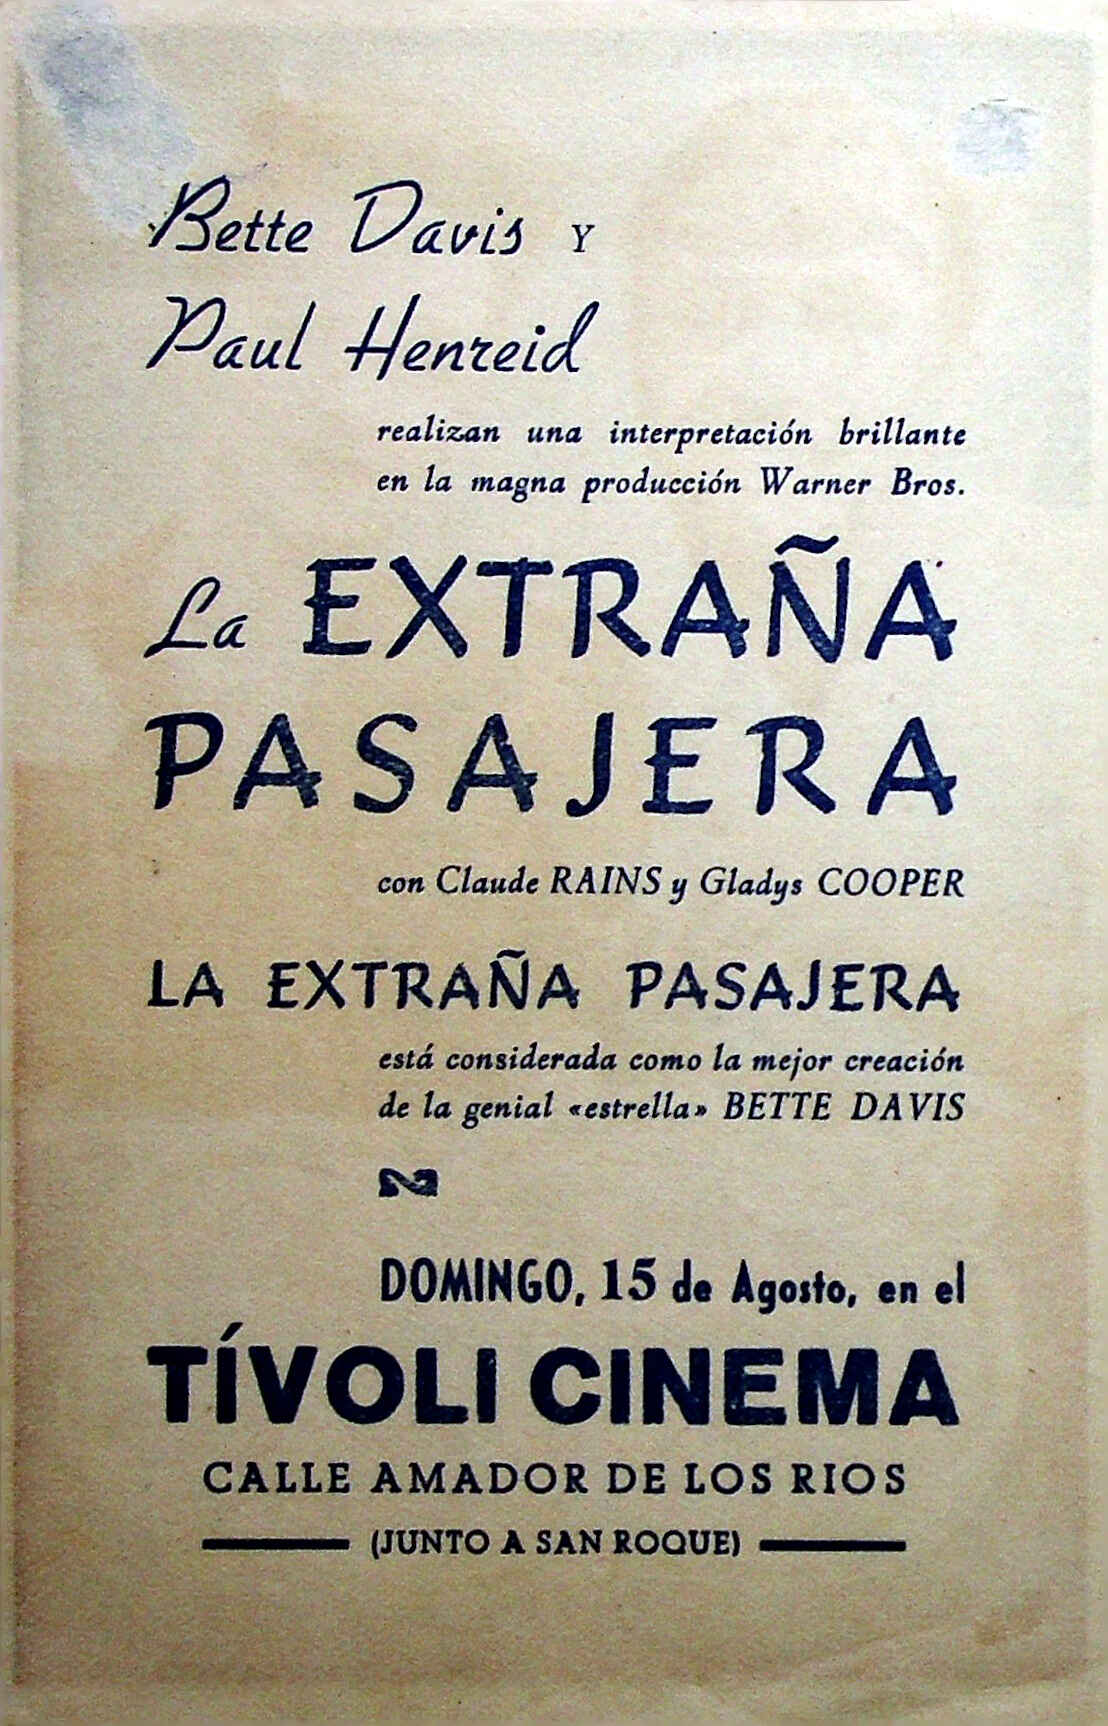 Bette Davis Y
Paul Henreid
realizan una interpretación brillante
en la magna producción Warner Bros.
La EXTRAÑA
PASAJERA
con Claude RAINS y Gladys COOPER
LA EXTRAÑA PASAJERA
está considerada como la mejor creación
de la genial «estrella» BETTE DAVIS
DOMINGO, 15 de Agosto, en el
TÍVOLI CINEMA
CALLE AMADOR DE LOS RIOS
(JUNTO A SAN ROQUE)